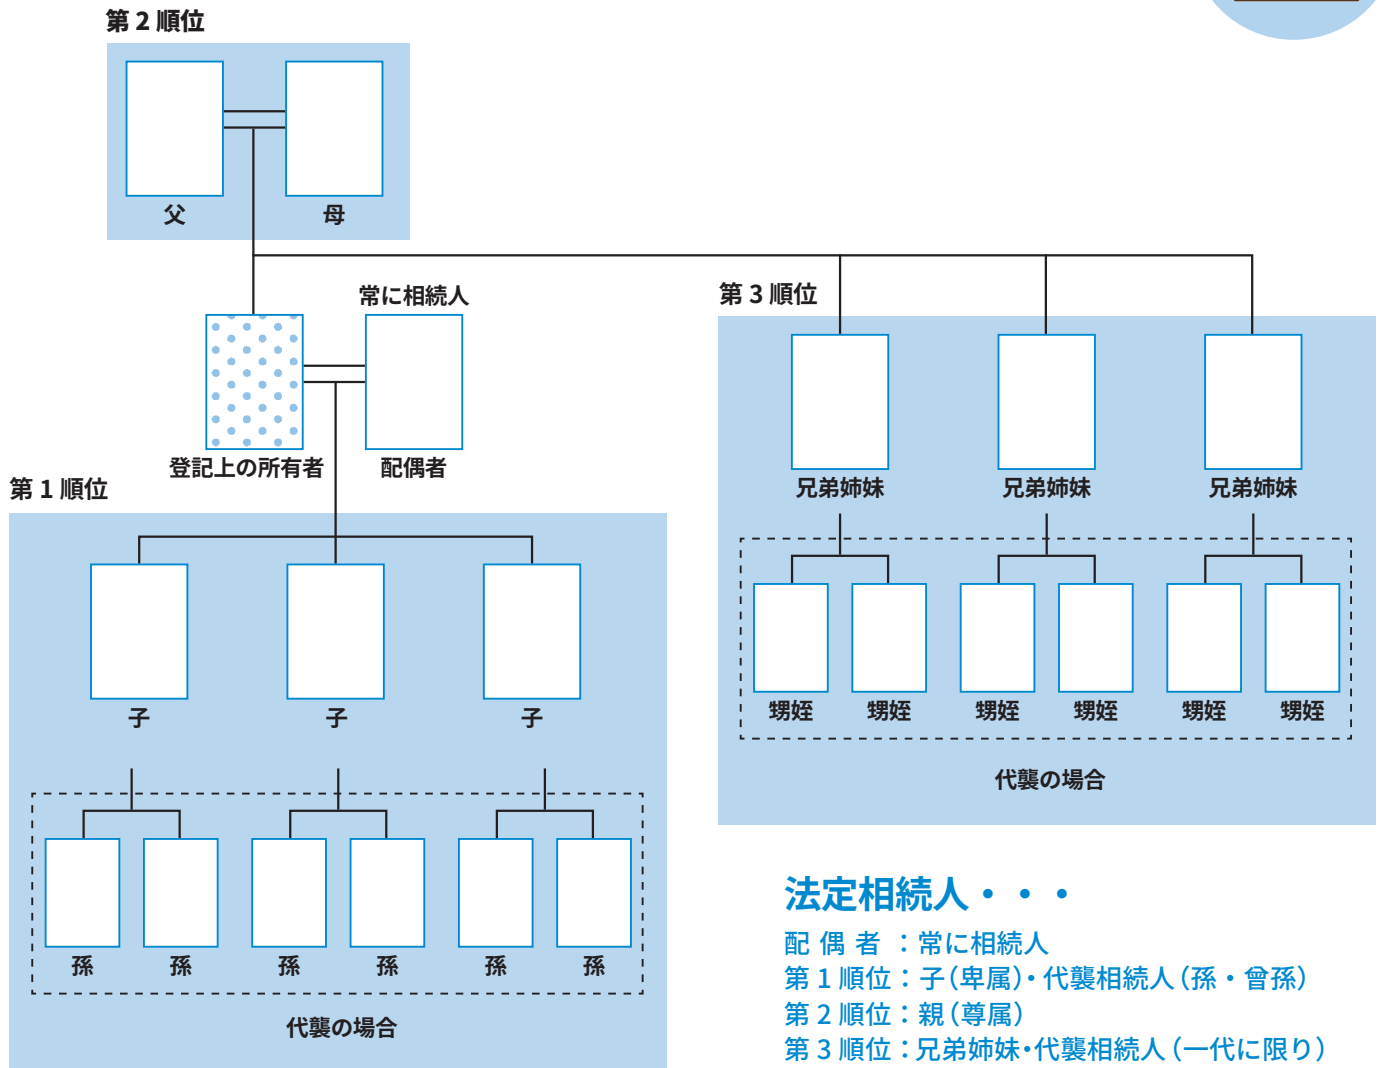 第 2 順位
父
母
常に相続人
登記上の所有者
配偶者
第 3 順位
兄弟姉妹
兄弟姉妹
兄弟姉妹
甥姪
甥姪
甥姪
甥姪
甥姪
甥姪
代襲の場合
第 1 順位
子
子
子
孫
孫
孫
孫
孫
孫
代襲の場合
法定相続人・・・
配 偶 者 ：常に相続人
第 1 順位：子（卑属）・代襲相続人（孫・曾孫）
第 2 順位：親（尊属）
第 3 順位：兄弟姉妹・代襲相続人（一代に限り）